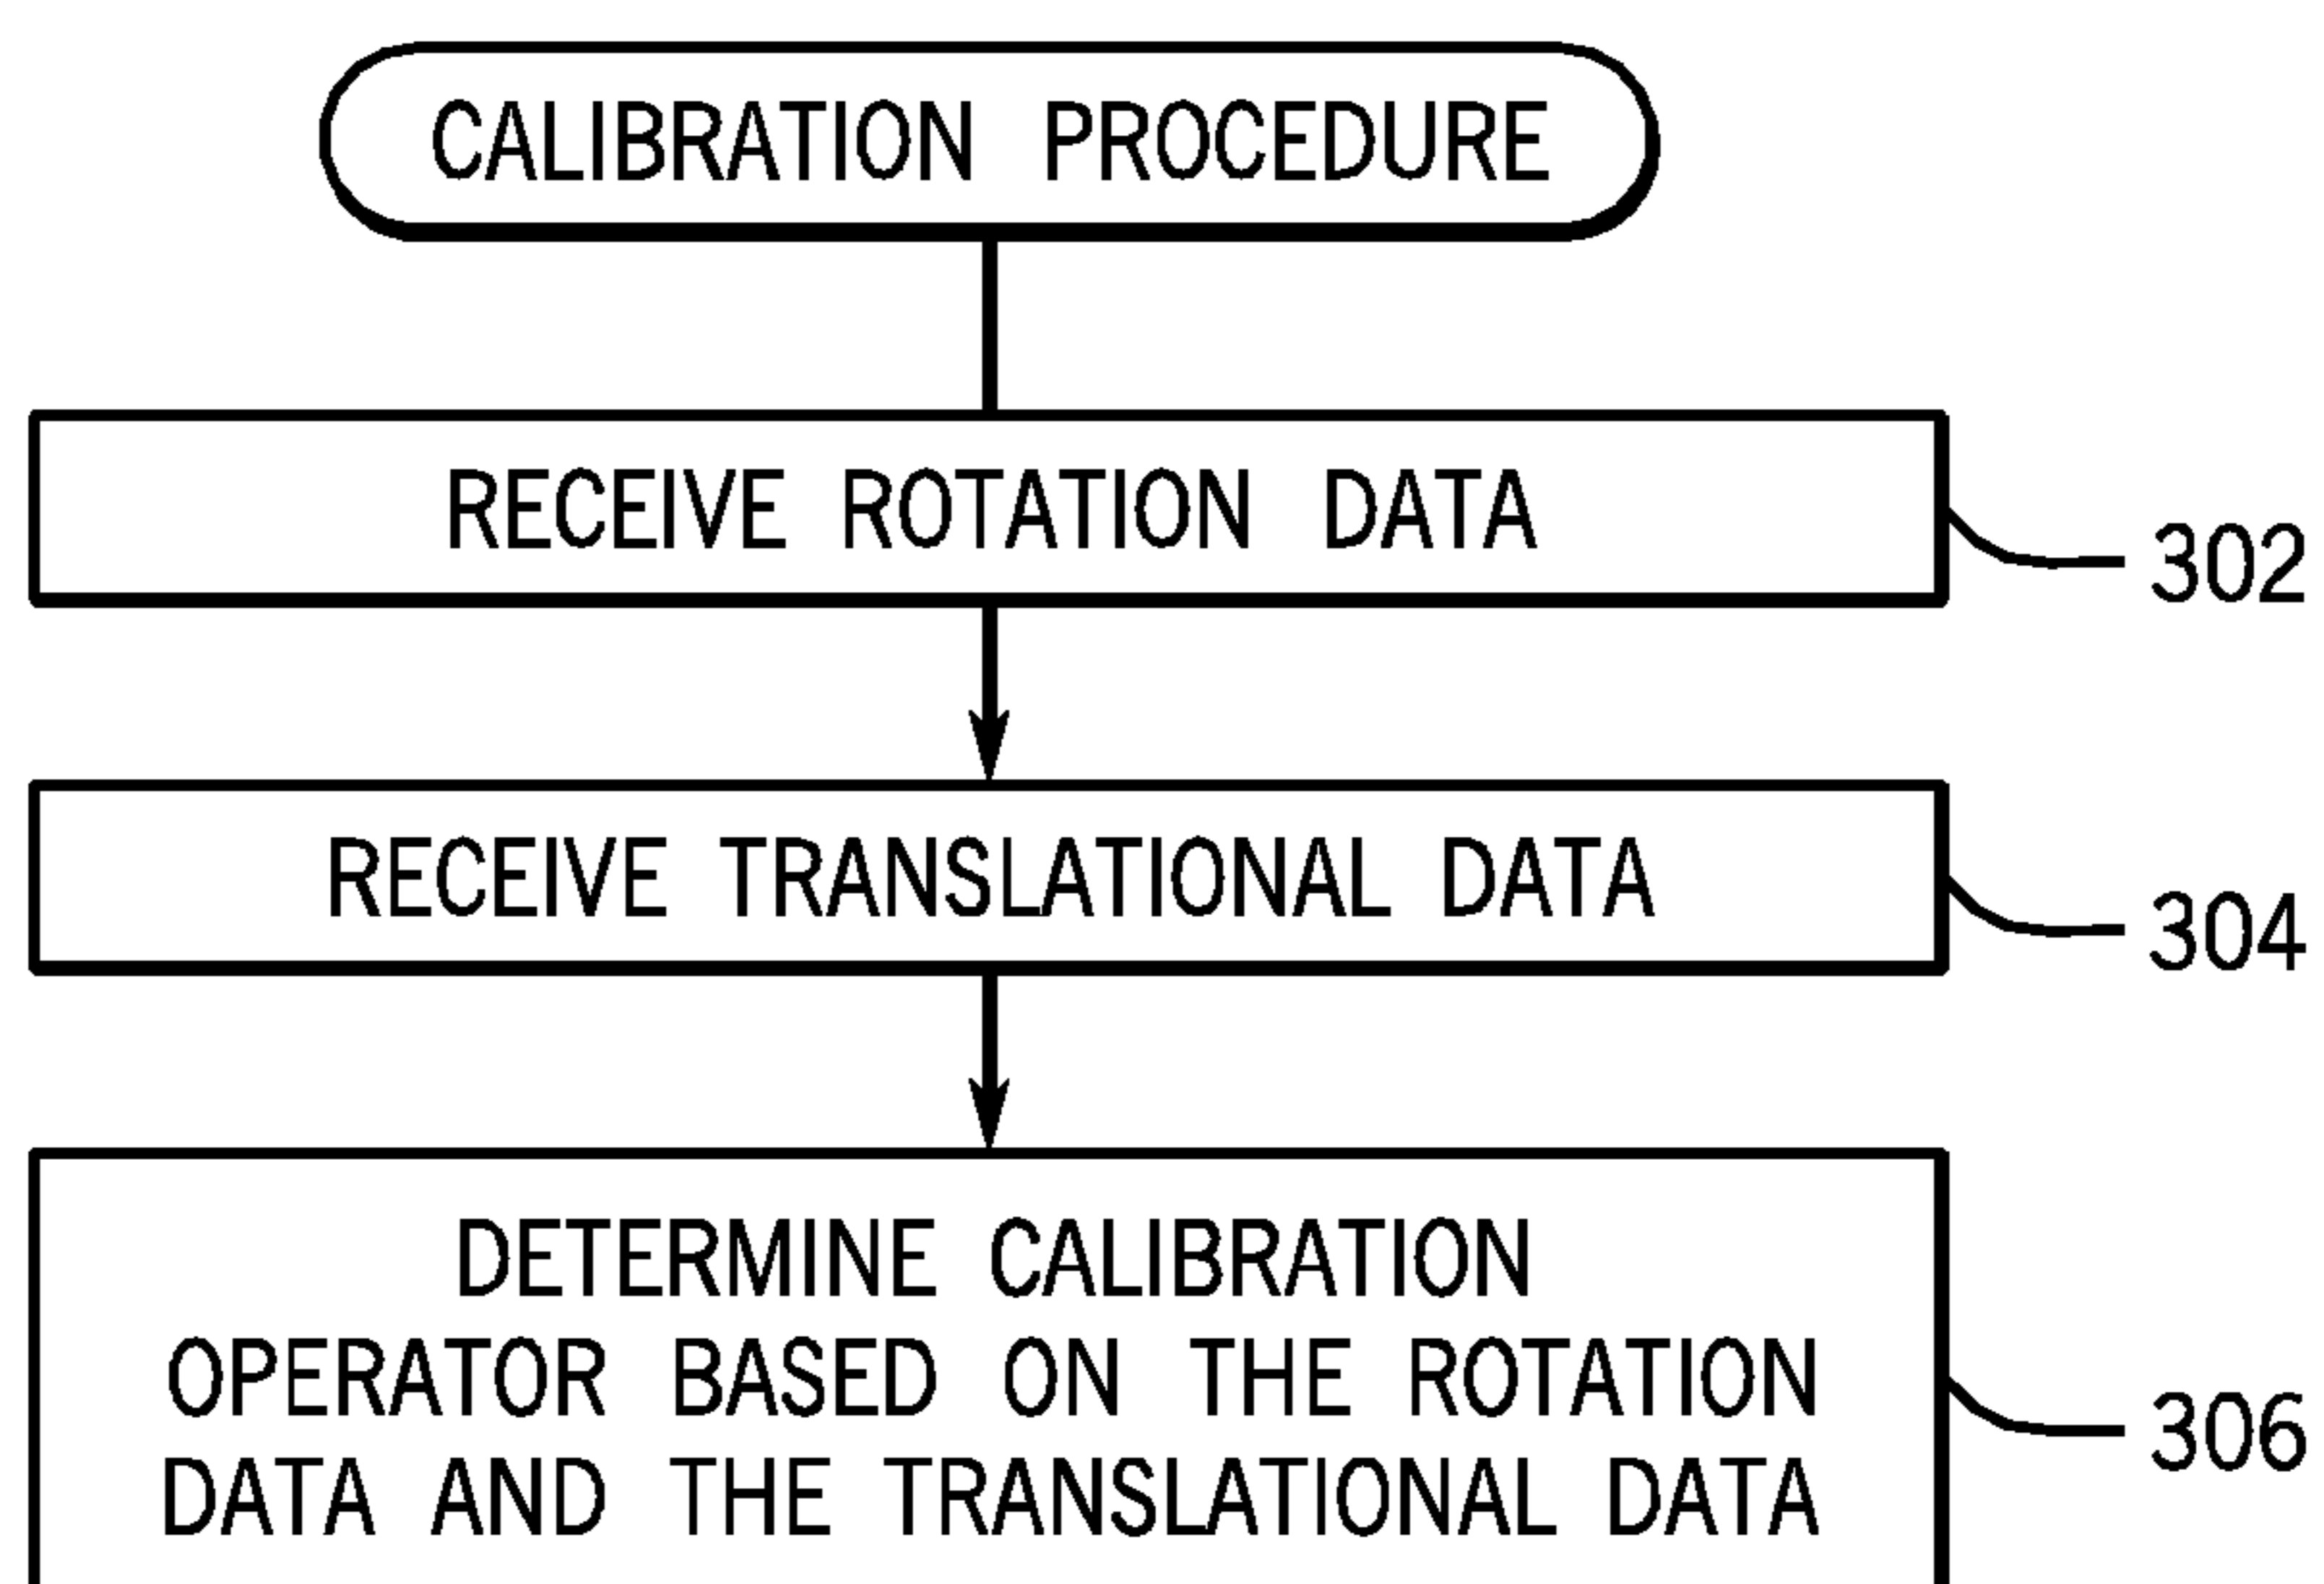 CALIBRATION PROCEDURE
RECEIVE ROTATION DATA
302
RECEIVE TRANSLATIONAL DATA
304
DETERMINE CALIBRATION
OPERATOR BASED ON THE ROTATION
DATA AND THE TRANSLATIONAL DATA
306